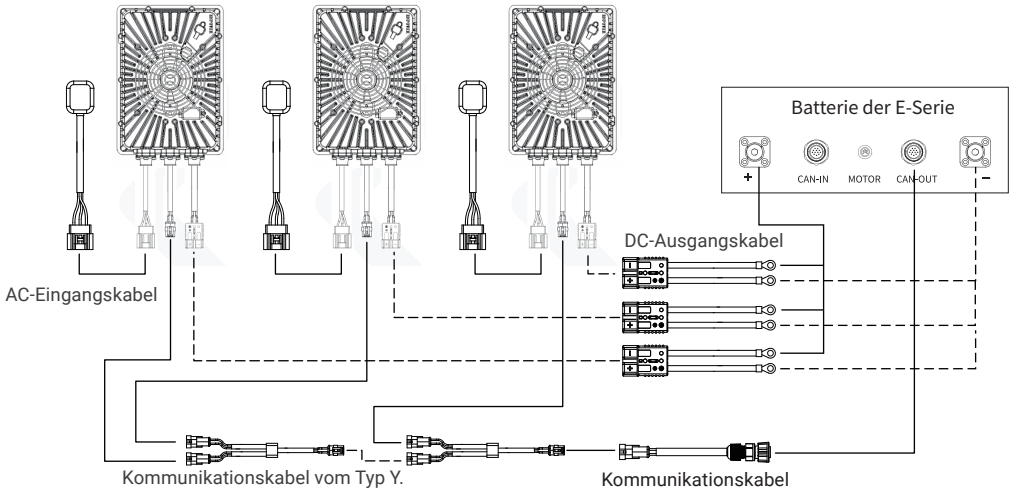 Batterie der E-Serie
+
CAN-IN
MOTOR
CAN-OUT
−
DC-Ausgangskabel
AC-Eingangskabel
Kommunikationskabel vom Typ Y.
Kommunikationskabel